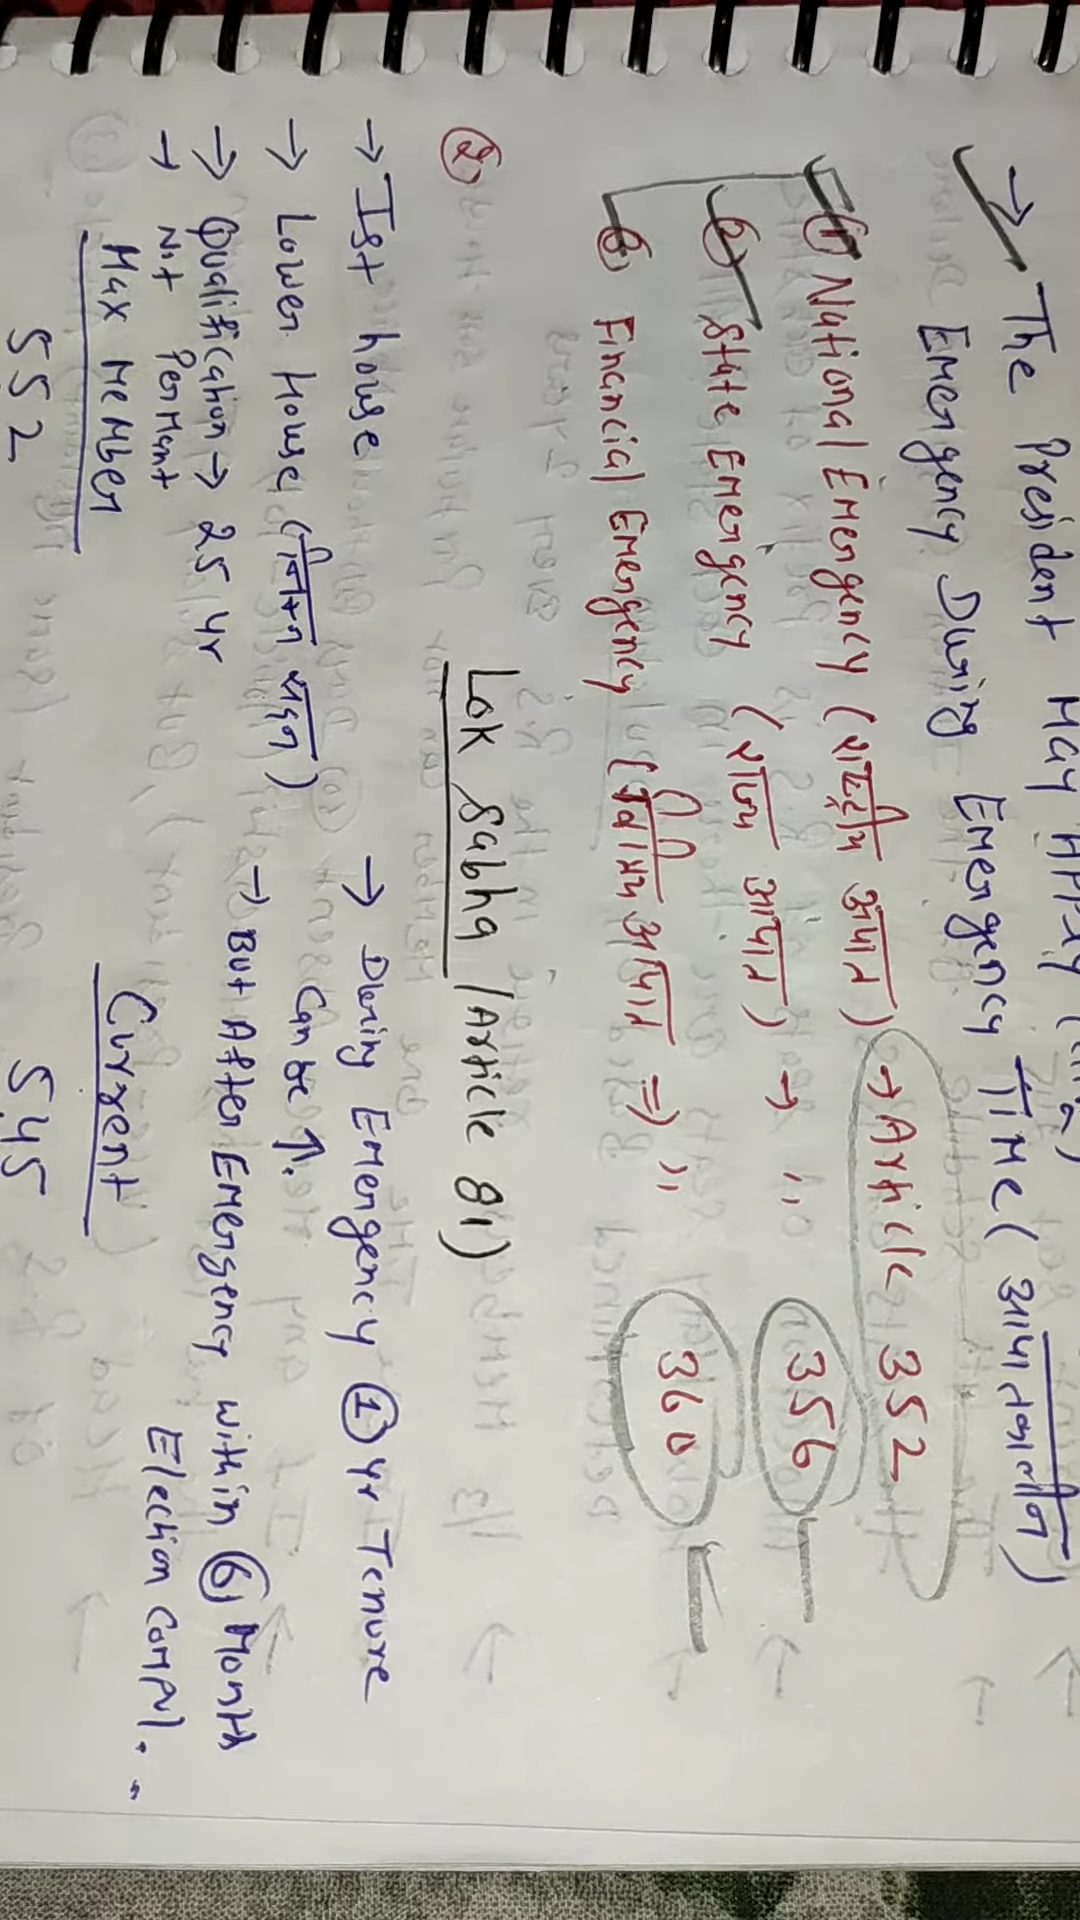 → The President May Apply
Emergency During Emergency Time (आपातकालीन)
① National Emergency (राष्ट्रीय आपात) → Article 352
② State Emergency (राज्य आपात) → ,, 356
③ Financial Emergency (वित्तीय आपात ⇒ ,, 360
②
Lok Sabha (Article 81)
→ Ist house
→ Lower House (निम्न सदन)
→ Qualification → 25 yr
→ Not Permant
→ During Emergency ① yr Tenure
Can be ↑.
→ But After Emergency within ⑥ Month
Election Compl..
Max Member
552
Current
545